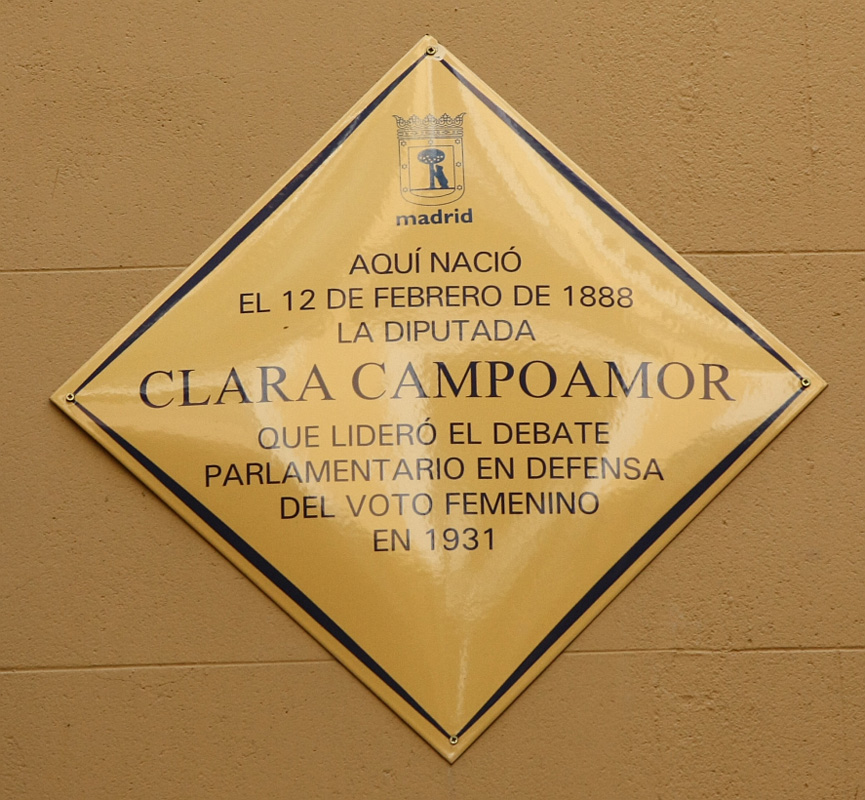 madrid
AQUÍ NACIÓ
EL 12 DE FEBRERO DE 1888
LA DIPUTADA
CLARA CAMPOAMOR
QUE LIDERÓ EL DEBATE
PARLAMENTARIO EN DEFENSA
DEL VOTO FEMENINO
EN 1931